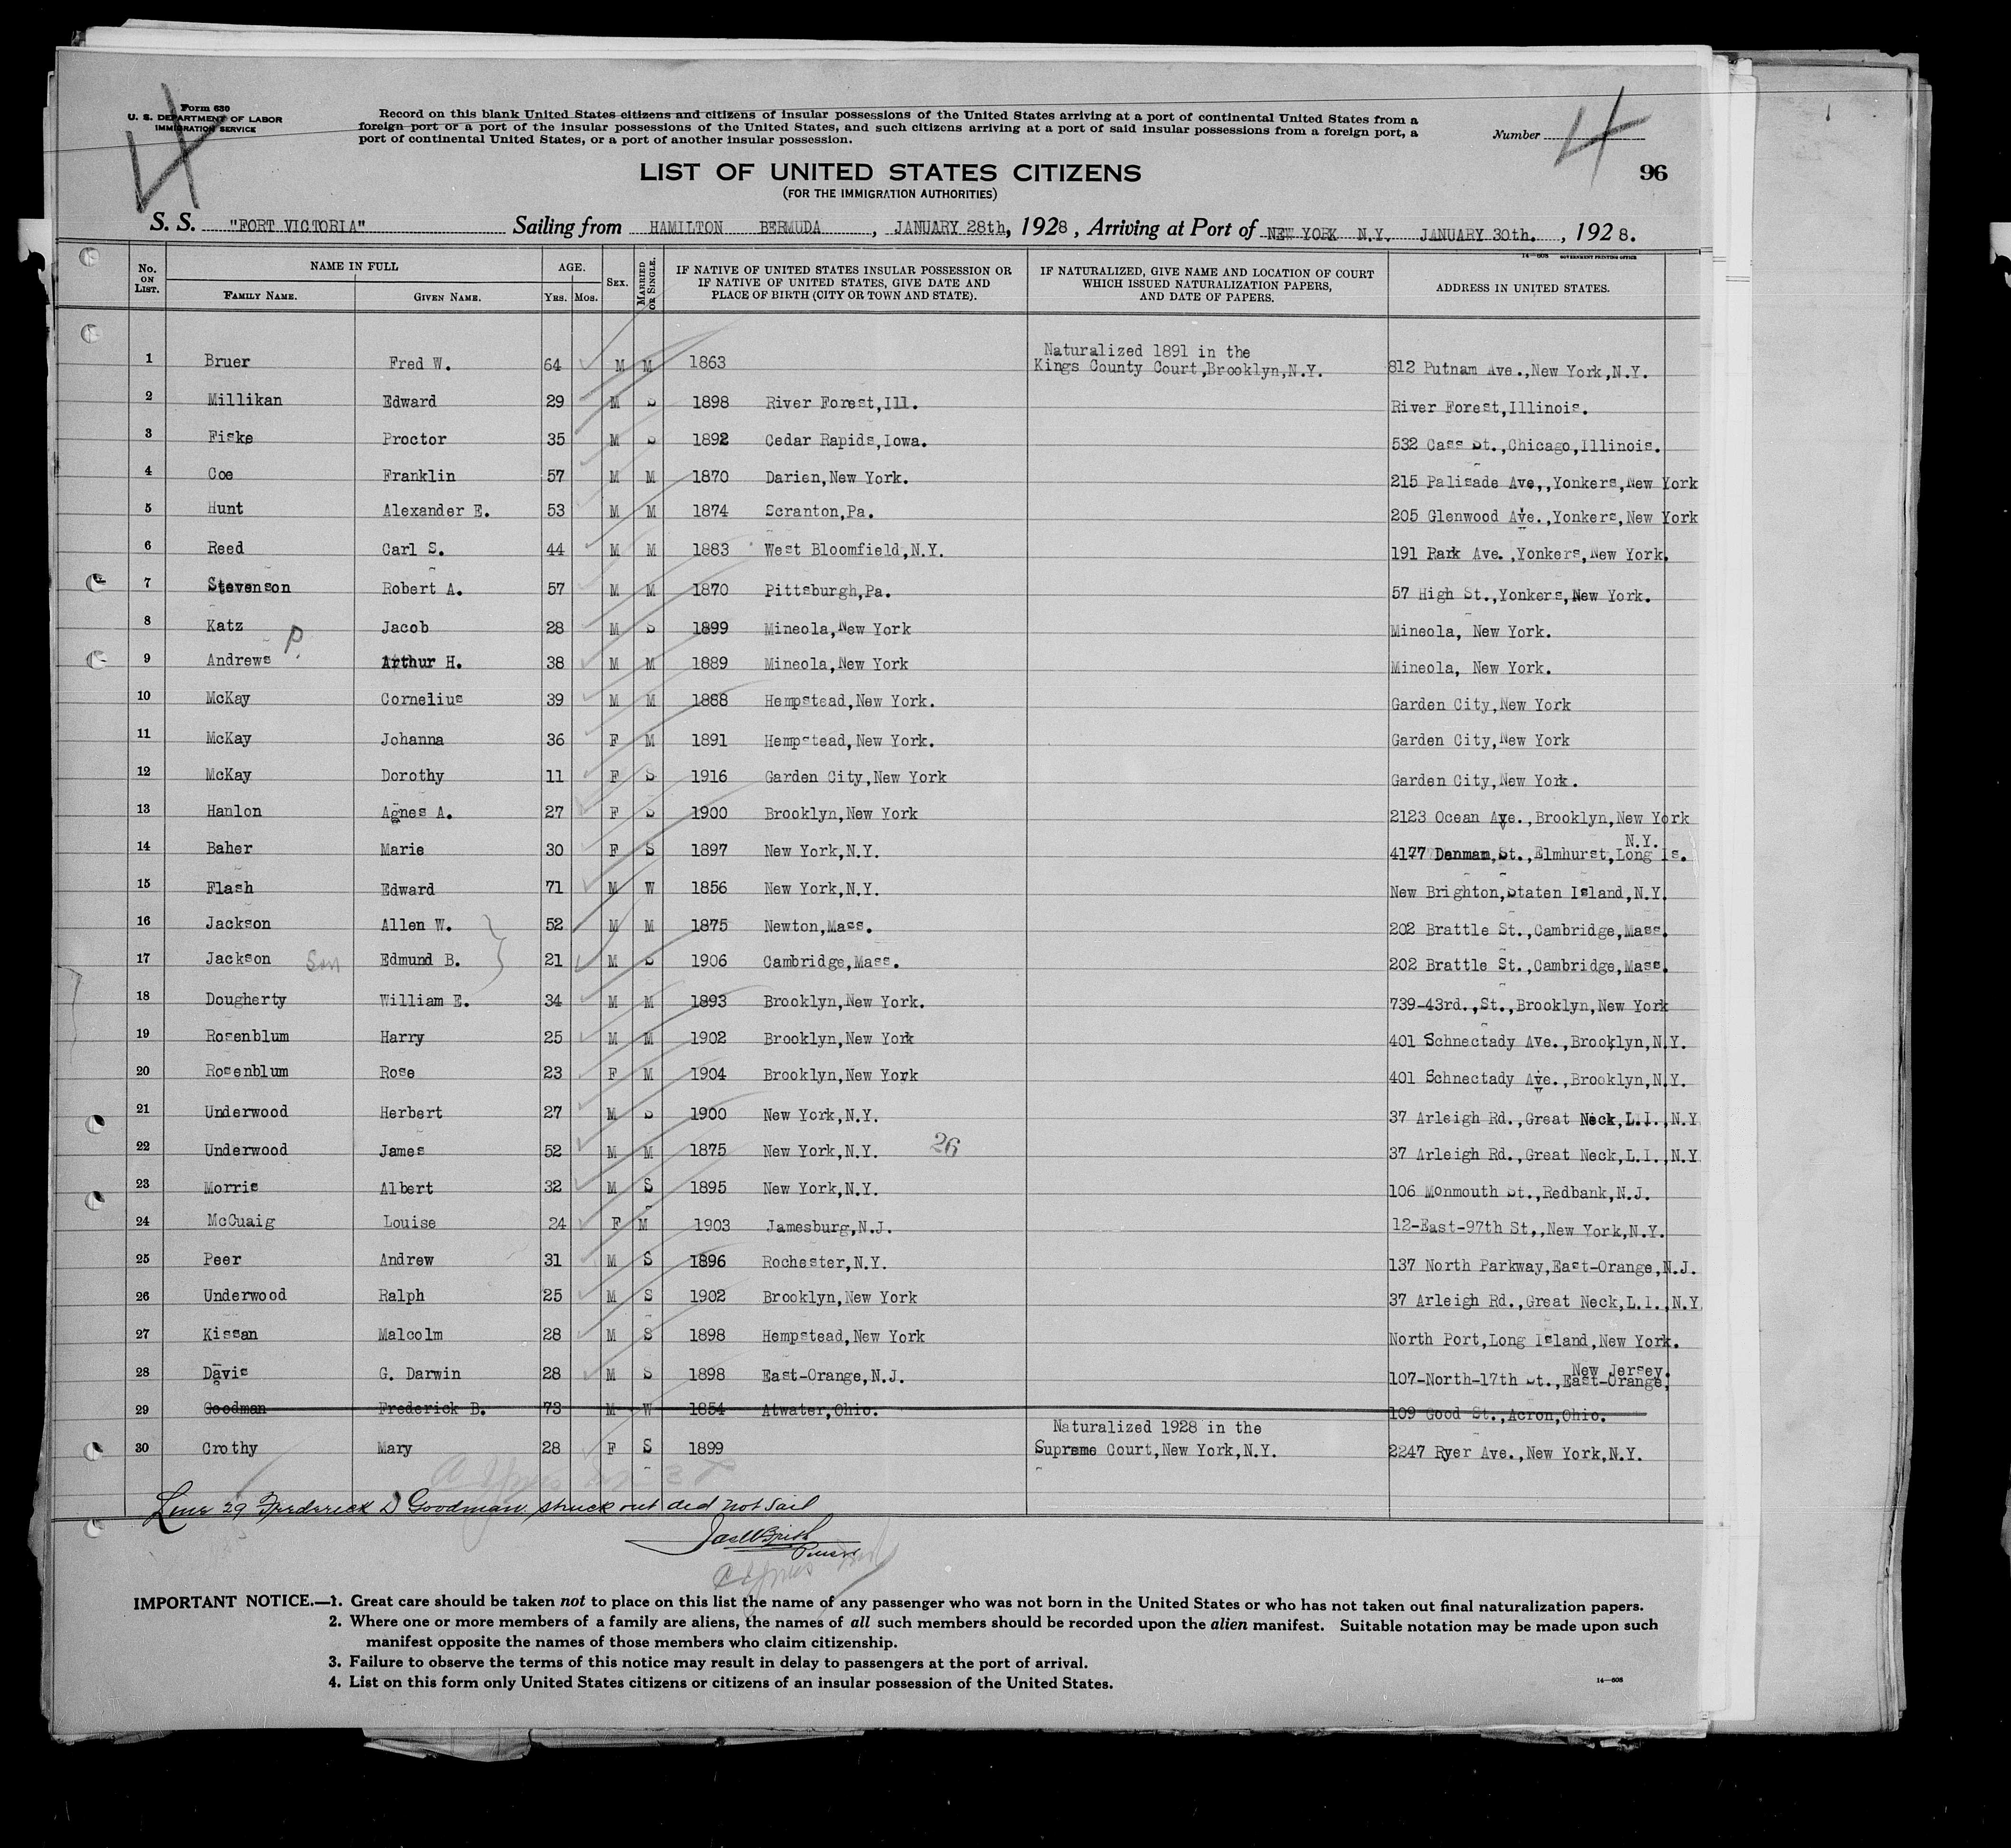 Form 630
U. S. DEPARTMENT OF LABOR
IMMIGRATION SERVICE
Record on this blank United States citizens and citizens of insular possessions of the United States arriving at a port of continental United States from a
foreign port or a port of the insular possessions of the United States, and such citizens arriving at a port of said insular possessions from a foreign port, a
port of continental United States, or a port of another insular possession.
Number 4
4
96
LIST OF UNITED STATES CITIZENS
(FOR THE IMMIGRATION AUTHORITIES)
S. S. "FORT VICTORIA" Sailing from HAMILTON BERMUDA, JANUARY 28th, 1928, Arriving at Port of NEW YORK N.Y. JANUARY 30th., 1928.
14—608 GOVERNMENT PRINTING OFFICE
No. ON LIST. NAME IN FULL FAMILY NAME. GIVEN NAME. AGE. YRS. MOS. SEX. MARRIED OR SINGLE. IF NATIVE OF UNITED STATES INSULAR POSSESSION OR IF NATIVE OF UNITED STATES, GIVE DATE AND PLACE OF BIRTH (CITY OR TOWN AND STATE). IF NATURALIZED, GIVE NAME AND LOCATION OF COURT WHICH ISSUED NATURALIZATION PAPERS, AND DATE OF PAPERS. ADDRESS IN UNITED STATES.
1 Bruer Fred W. 64 M M 1863 Naturalized 1891 in the Kings County Court,Brooklyn,N.Y. 812 Putnam Ave.,New York,N.Y.
2 Millikan Edward 29 M S 1898 River Forest,Ill. River Forest,Illinois.
3 Fiske Proctor 35 M S 1892 Cedar Rapids,Iowa. 532 Cass St.,Chicago,Illinois.
4 Coe Franklin 57 M M 1870 Darien,New York. 215 Palisade Ave,,Yonkers,New York
5 Hunt Alexander E. 53 M M 1874 Scranton,Pa. 205 Glenwood Ave.,Yonkers,New York
6 Reed Carl S. 44 M M 1883 West Bloomfield,N.Y. 191 Park Ave.,Yonkers,New York.
7 Stevenson Robert A. 57 M M 1870 Pittsburgh,Pa. 57 High St.,Yonkers,New York.
8 Katz Jacob 28 M S 1899 Mineola,New York Mineola, New York.
9 Andrews P. Arthur H. 38 M M 1889 Mineola,New York Mineola, New York.
10 McKay Cornelius 39 M M 1888 Hempstead,New York. Garden City,New York
11 McKay Johanna 36 F M 1891 Hempstead,New York. Garden City,New York
12 McKay Dorothy 11 F S 1916 Garden City,New York Garden City,New York.
13 Hanlon Agnes A. 27 F S 1900 Brooklyn,New York 2123 Ocean Ave.,Brooklyn,New York
14 Baher Marie 30 F S 1897 New York,N.Y. 4177 Denman,St.,Elmhurst,Long Is. N.Y.
15 Flash Edward 71 M W 1856 New York,N.Y. New Brighton,Staten Island,N.Y.
16 Jackson Allen W. 52 M M 1875 Newton,Mass. 202 Brattle St.,Cambridge,Mass.
17 Jackson Son Edmund B. 21 M S 1906 Cambridge,Mass. 202 Brattle St.,Cambridge,Mass.
18 Dougherty William E. 34 M M 1893 Brooklyn,New York. 739-43rd.,St.,Brooklyn,New York
19 Rosenblum Harry 25 M M 1902 Brooklyn,New York 401 Schnectady Ave.,Brooklyn,N.Y.
20 Rosenblum Rose 23 F M 1904 Brooklyn,New York 401 Schnectady Ave.,Brooklyn,N.Y.
21 Underwood Herbert 27 M S 1900 New York,N.Y. 37 Arleigh Rd.,Great Neck,L.I.,N.Y
22 Underwood James 52 M M 1875 New York,N.Y. 26 37 Arleigh Rd.,Great Neck,L.I.,N.Y
23 Morris Albert 32 M S 1895 New York,N.Y. 106 Monmouth St.,Redbank,N.J.
24 McCuaig Louise 24 F M 1903 Jamesburg,N.J. 12-East-97th St,,New York,N.Y.
25 Peer Andrew 31 M S 1896 Rochester,N.Y. 137 North Parkway,East-Orange,N.J.
26 Underwood Ralph 25 M S 1902 Brooklyn,New York 37 Arleigh Rd.,Great Neck,L.I.,N.Y
27 Kissan Malcolm 28 M S 1898 Hempstead,New York North Port,Long Island,New York.
28 Davis G. Darwin 28 M S 1898 East-Orange,N.J. 107-North-17th St.,East-Orange, New Jersey.
29 Goodman Frederick B. 73 M W 1854 Atwater,Ohio. 109 Good St.,Acron,Ohio.
30 Crothy Mary 28 F S 1899 Naturalized 1928 in the Supreme Court,New York,N.Y. 2247 Ryer Ave.,New York,N.Y.
Line 29 Frederick D Goodman struck out did not sail
Purser
IMPORTANT NOTICE.—1. Great care should be taken not to place on this list the name of any passenger who was not born in the United States or who has not taken out final naturalization papers.
2. Where one or more members of a family are aliens, the names of all such members should be recorded upon the alien manifest. Suitable notation may be made upon such
manifest opposite the names of those members who claim citizenship.
3. Failure to observe the terms of this notice may result in delay to passengers at the port of arrival.
4. List on this form only United States citizens or citizens of an insular possession of the United States.
14—608